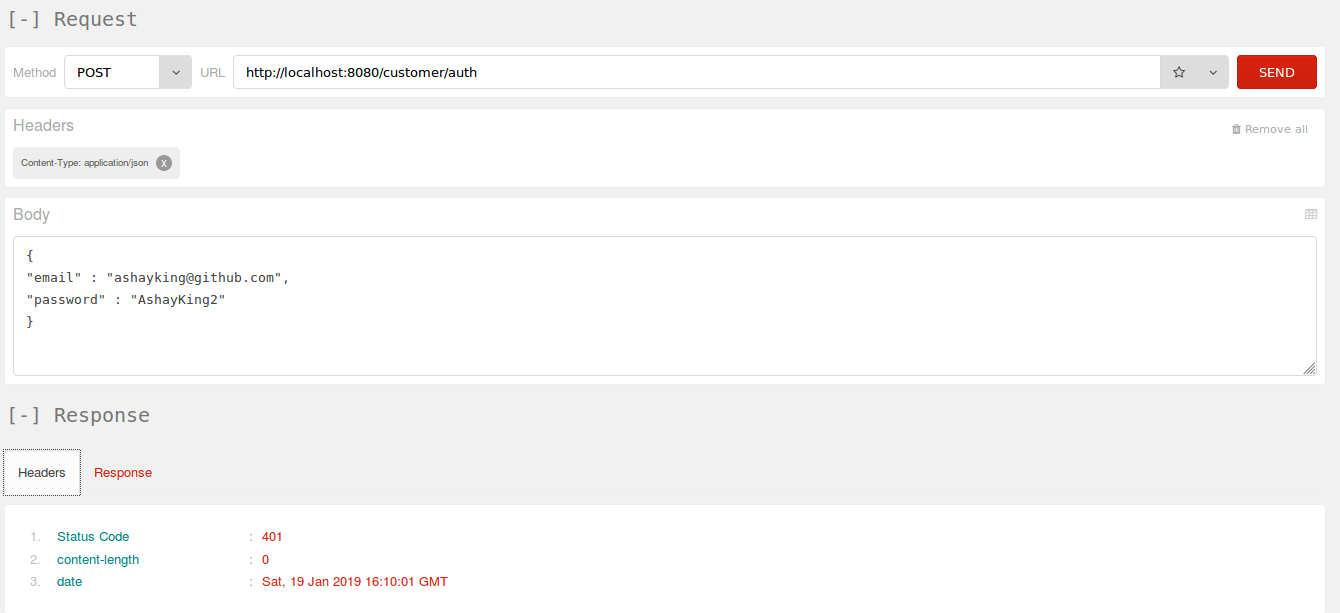 [-] Request
Method POST URL http://localhost:8080/customer/auth SEND
Headers Remove all
Content-Type: application/json x
Body
{
"email" : "ashayking@github.com",
"password" : "AshayKing2"
}
[-] Response
Headers Response
1. Status Code : 401
2. content-length : 0
3. date : Sat, 19 Jan 2019 16:10:01 GMT